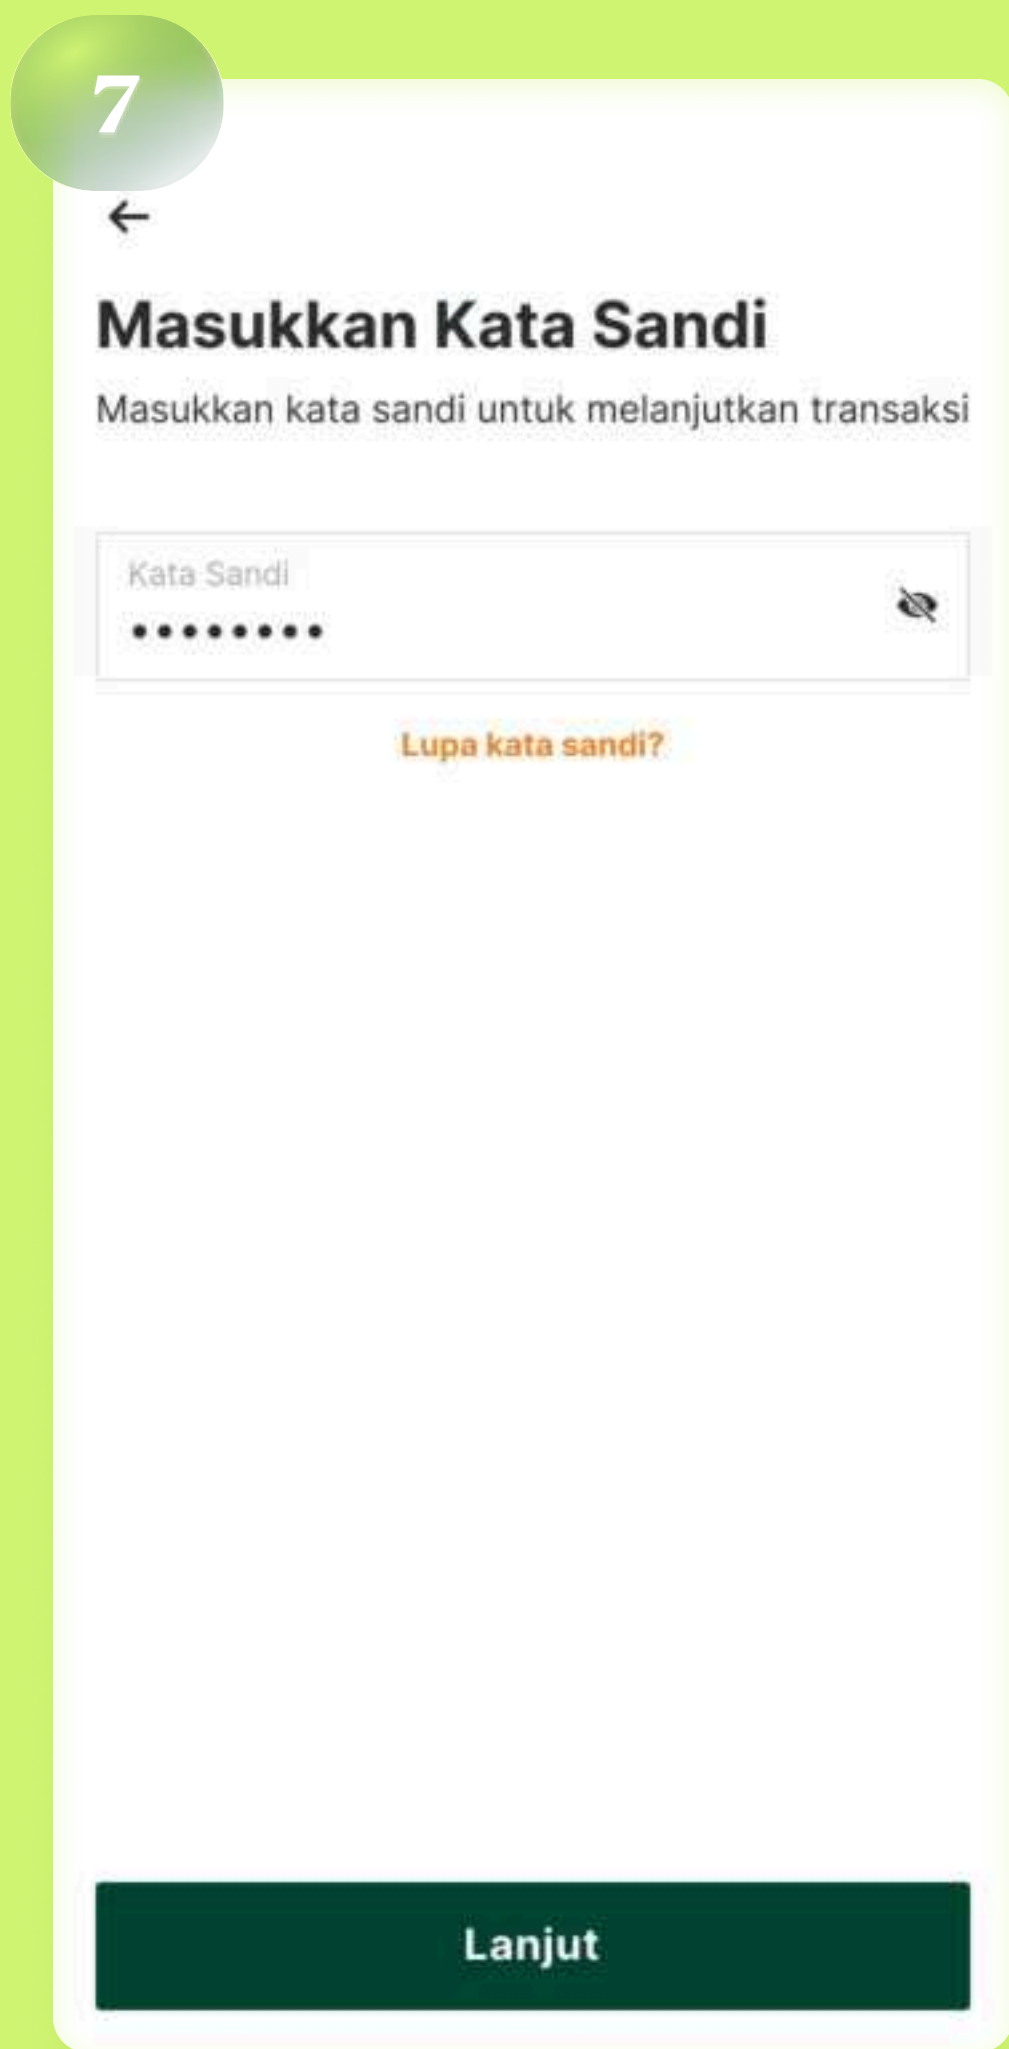 7
Masukkan Kata Sandi
Masukkan kata sandi untuk melanjutkan transaksi
Kata Sandi
••••••••
Lupa kata sandi?
Lanjut